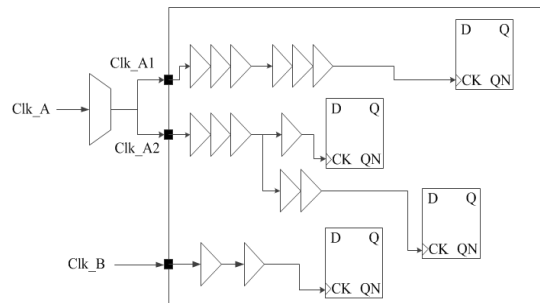 D Q
Clk_A1
CK QN
Clk_A
D Q
Clk_A2
CK QN
D Q
D Q
CK QN
Clk_B
CK QN